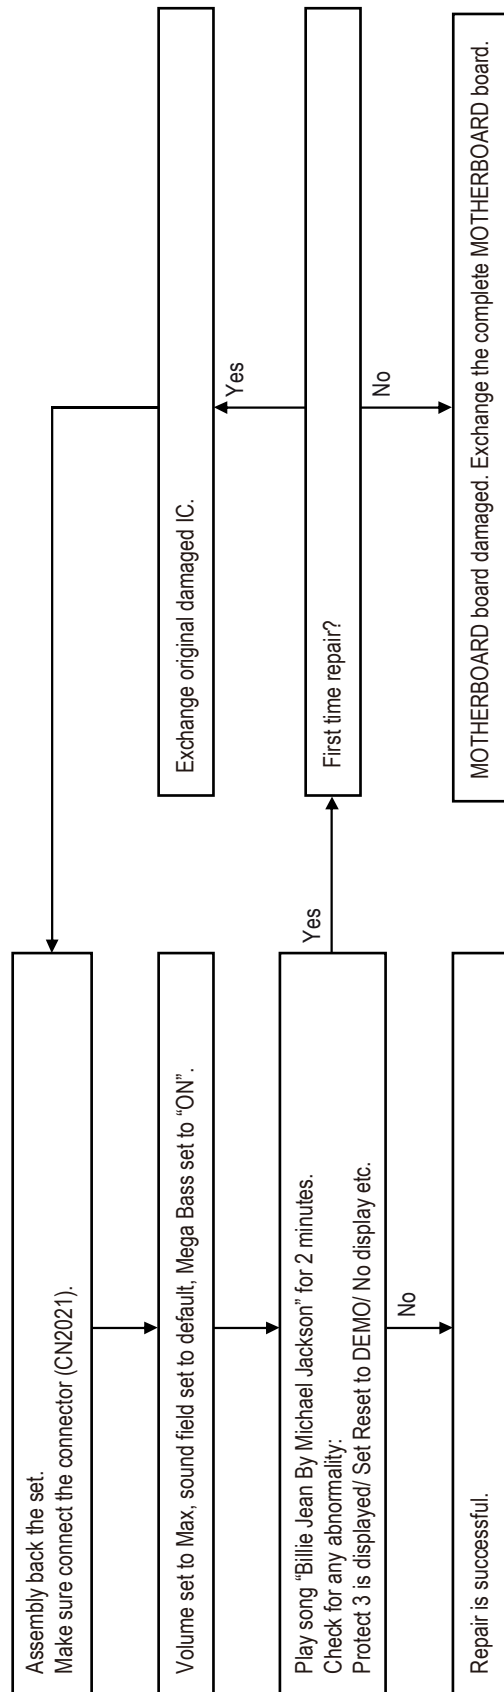 Assembly back the set.
Make sure connect the connector (CN2021).
Volume set to Max, sound field set to default, Mega Bass set to “ON”.
Play song “Billie Jean By Michael Jackson” for 2 minutes.
Check for any abnormality:
Protect 3 is displayed/ Set Reset to DEMO/ No display etc.
No
Repair is successful.
Yes
First time repair?
Yes
Exchange original damaged IC.
No
MOTHERBOARD board damaged. Exchange the complete MOTHERBOARD board.